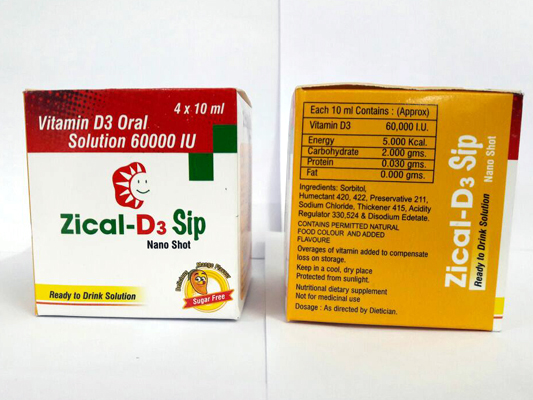 4 x 10 ml
Vitamin D3 Oral
Solution 60000 IU
Zical-D3 Sip
Nano Shot
Ready to Drink Solution
Delicious Mango Flavour
Sugar Free
Each 10 ml Contains : (Approx)
Vitamin D3 60,000 I.U.
Energy 5.000 Kcal.
Carbohydrate 2.000 gms.
Protein 0.030 gms.
Fat 0.000 gms.
Ingredients: Sorbitol,
Humectant 420, 422, Preservative 211,
Sodium Chloride, Thickener 415, Acidity
Regulator 330,524 & Disodium Edetate.
CONTAINS PERMITTED NATURAL
FOOD COLOUR AND ADDED
FLAVOURE
Overages of vitamin added to compensate
loss on storage.
Keep in a cool, dry place
Protected from sunlight.
Nutritional dietary supplement
Not for medicinal use
Dosage : As directed by Dietician.
Zical-D3 Sip
Nano Shot
Ready to Drink Solution